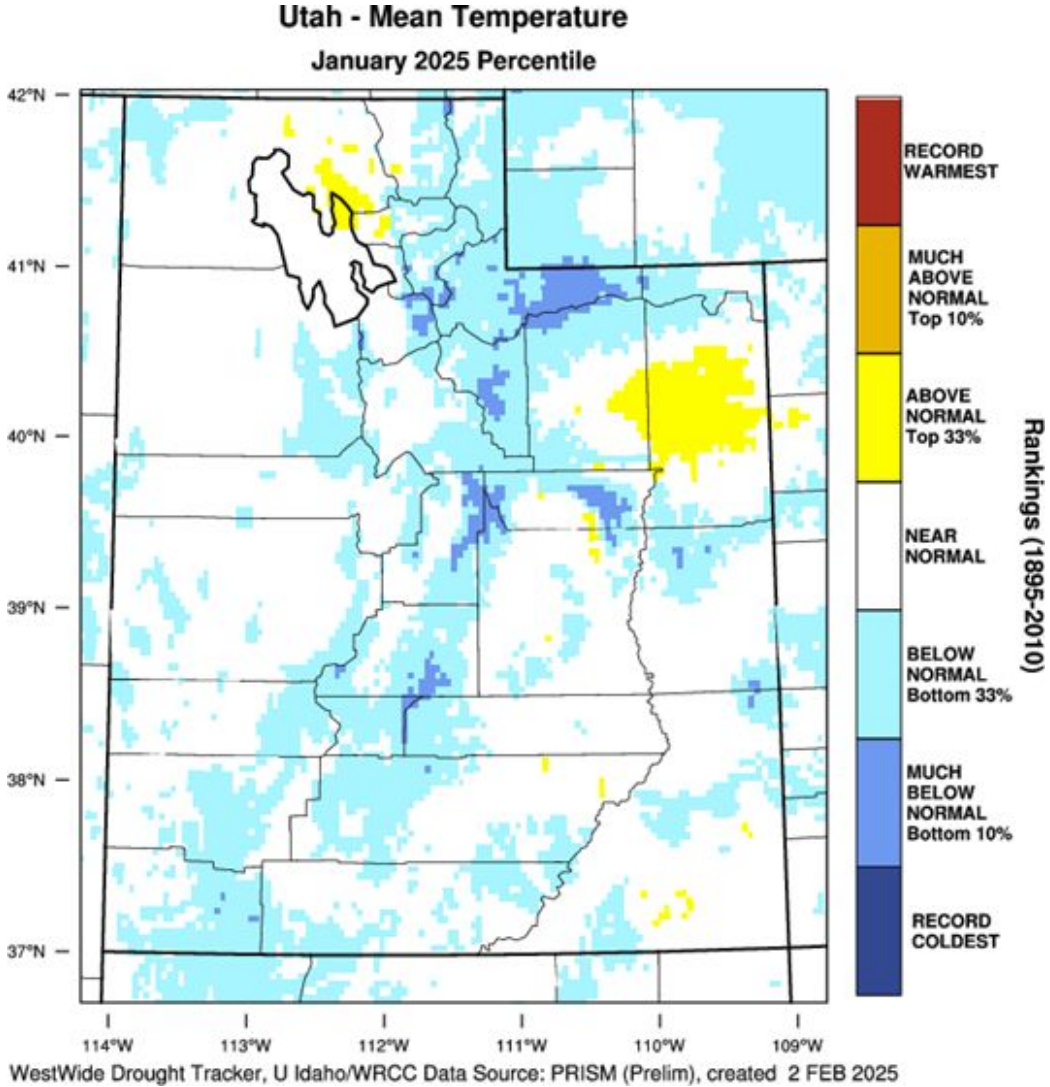 Utah - Mean Temperature
January 2025 Percentile
42°N
41°N
40°N
39°N
38°N
37°N
114°W
113°W
112°W
111°W
110°W
109°W
RECORD
WARMEST
MUCH
ABOVE
NORMAL
Top 10%
ABOVE
NORMAL
Top 33%
NEAR
NORMAL
BELOW
NORMAL
Bottom 33%
MUCH
BELOW
NORMAL
Bottom 10%
RECORD
COLDEST
Rankings (1895-2010)
WestWide Drought Tracker, U Idaho/WRCC Data Source: PRISM (Prelim), created 2 FEB 2025